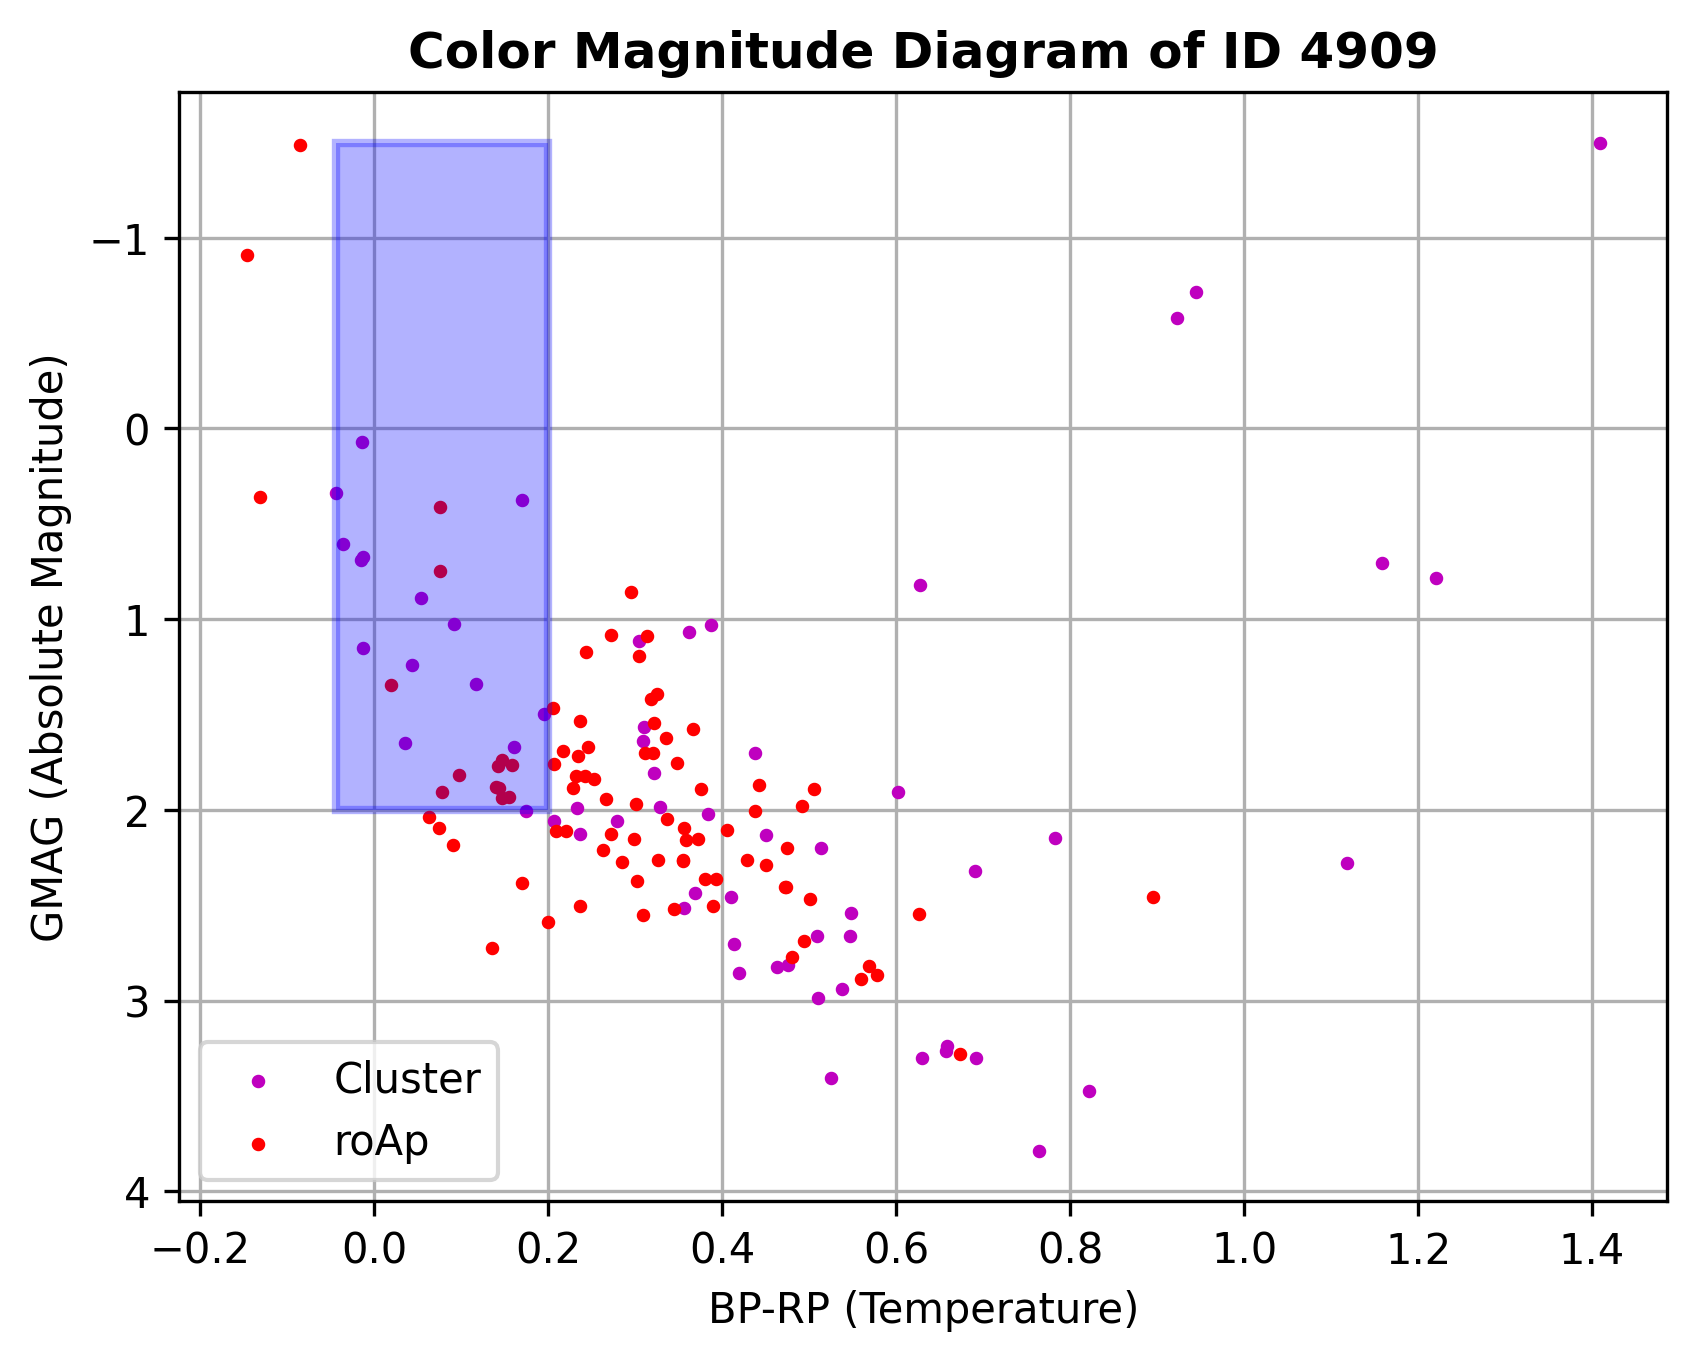 Color Magnitude Diagram of ID 4909
GMAG (Absolute Magnitude)
−1
0
1
2
3
4
Cluster
roAp
−0.2 0.0 0.2 0.4 0.6 0.8 1.0 1.2 1.4
BP-RP (Temperature)